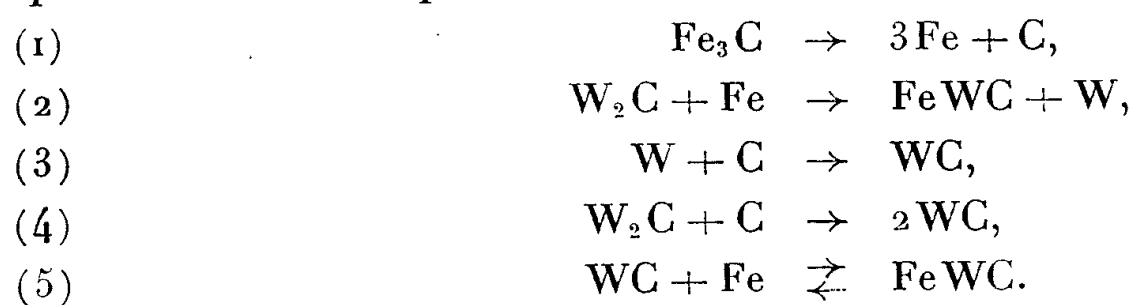 (1) Fe₃C → 3Fe + C,
(2) W₂C + Fe → FeWC + W,
(3) W + C → WC,
(4) W₂C + C → 2WC,
(5) WC + Fe ⇄ FeWC.